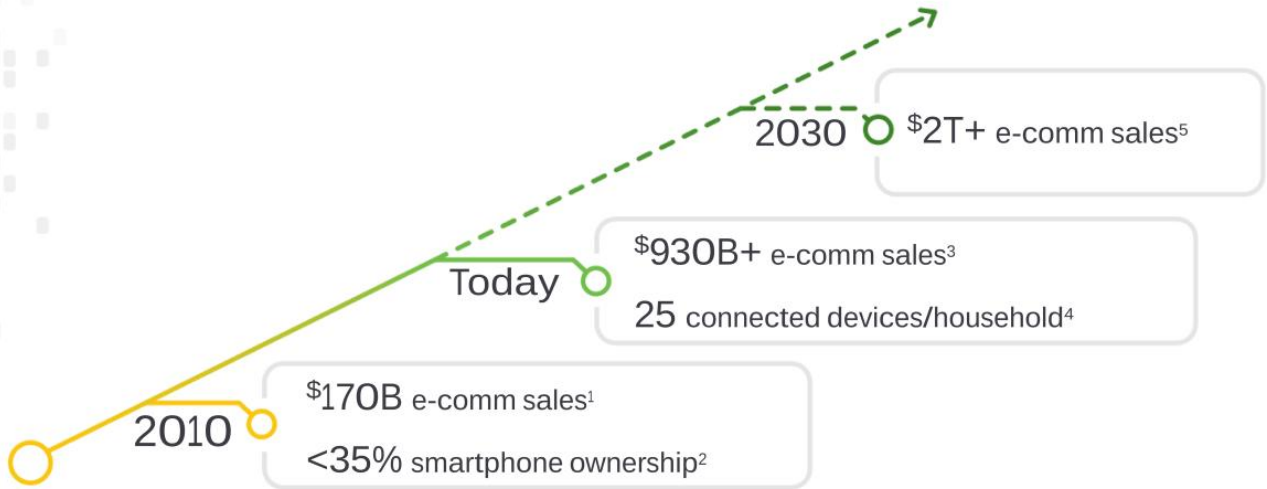 2030
$2T+ e-comm sales5
Today
$930B+ e-comm sales3
25 connected devices/household4
2010
$170B e-comm sales1
<35% smartphone ownership2